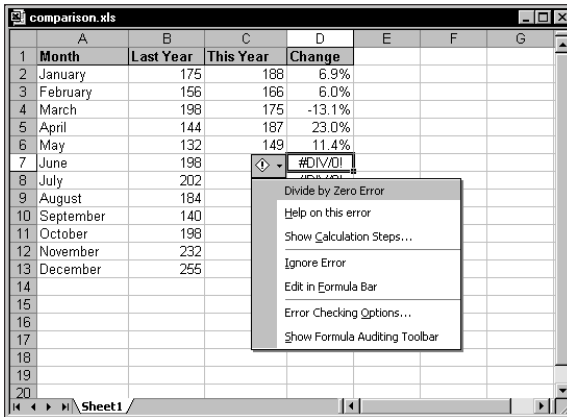 comparison.xls
A B C D E F G
1 Month Last Year This Year Change
2 January 175 188 6.9%
3 February 156 166 6.0%
4 March 198 175 -13.1%
5 April 144 187 23.0%
6 May 132 149 11.4%
7 June 198 #DIV/0!
8 July 202 #DIV/0!
Divide by Zero Error
9 August 184
Help on this error
10 September 140
11 October 198
Show Calculation Steps...
12 November 232
Ignore Error
13 December 255
Edit in Formula Bar
14
15
Error Checking Options...
16
17
Show Formula Auditing Toolbar
18
19
20
Sheet1